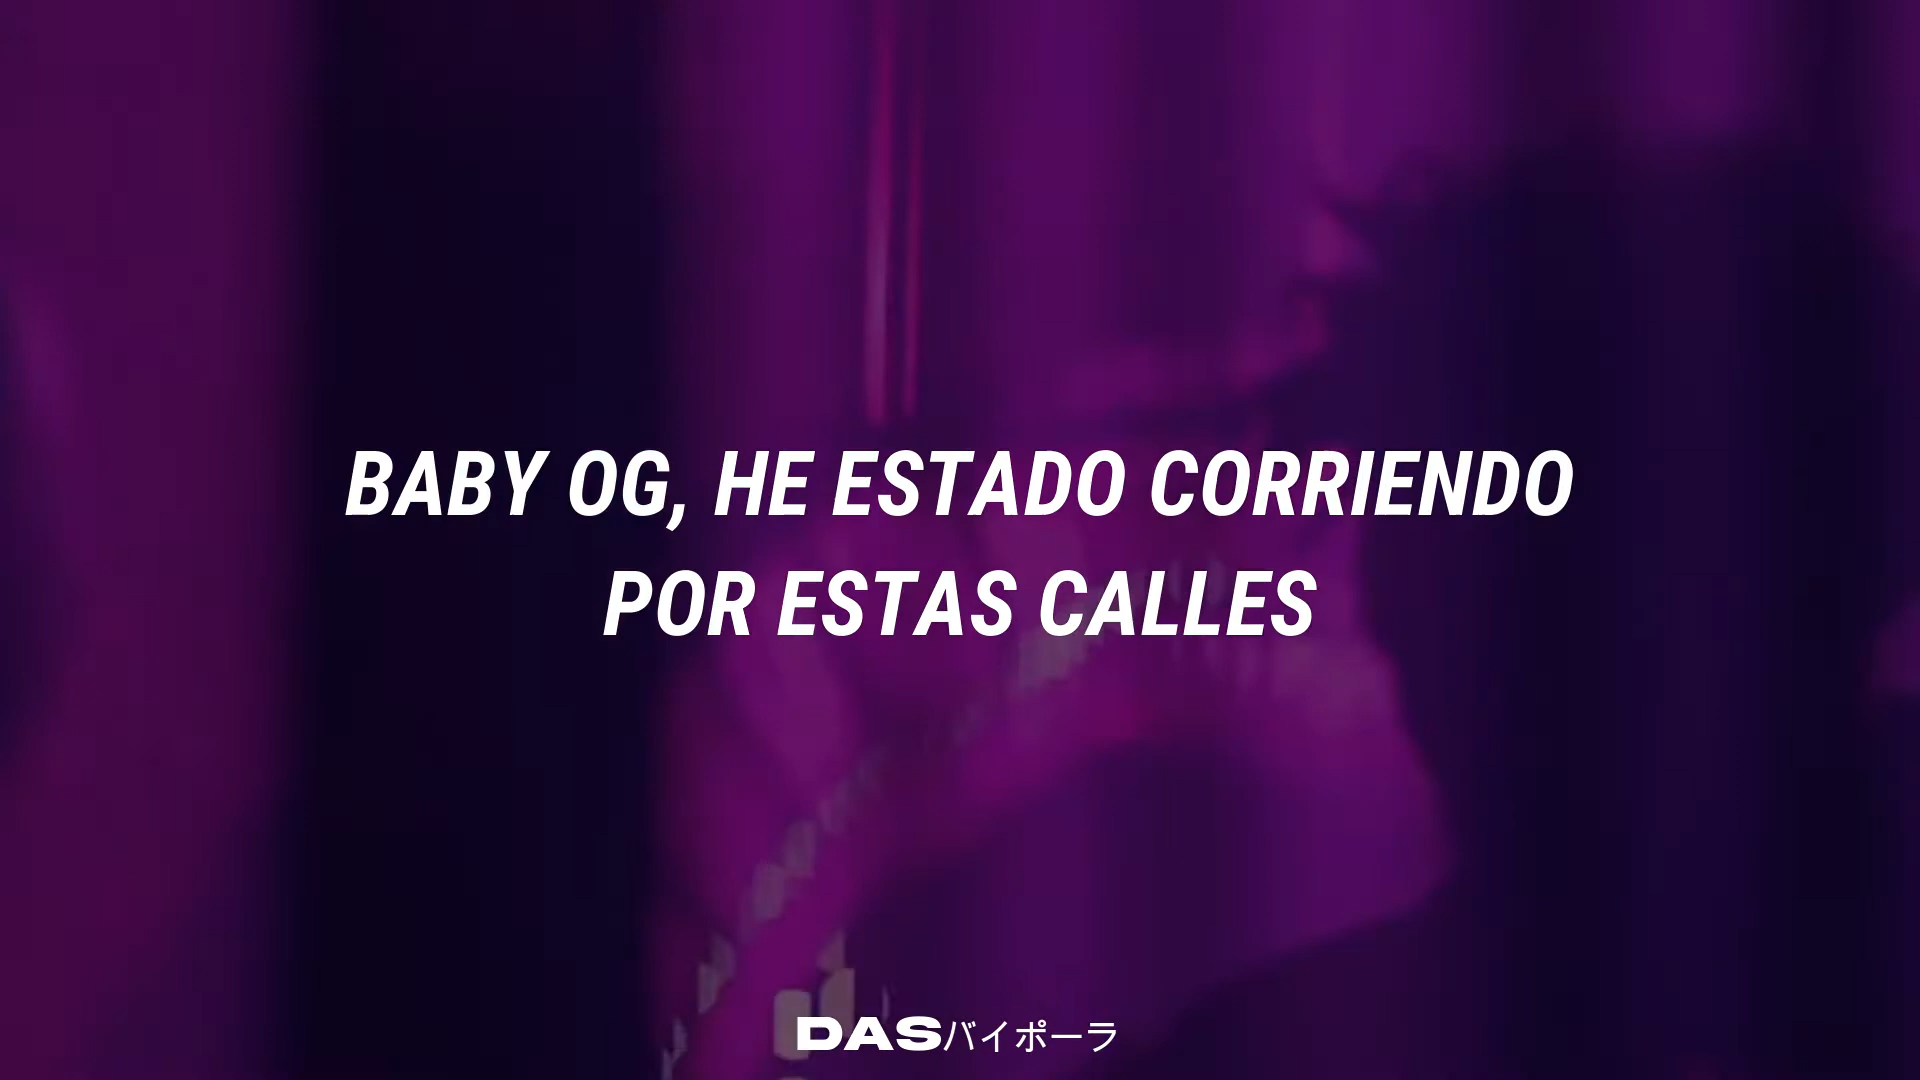 BABY OG, HE ESTADO CORRIENDO
POR ESTAS CALLES
DASバイポーラ